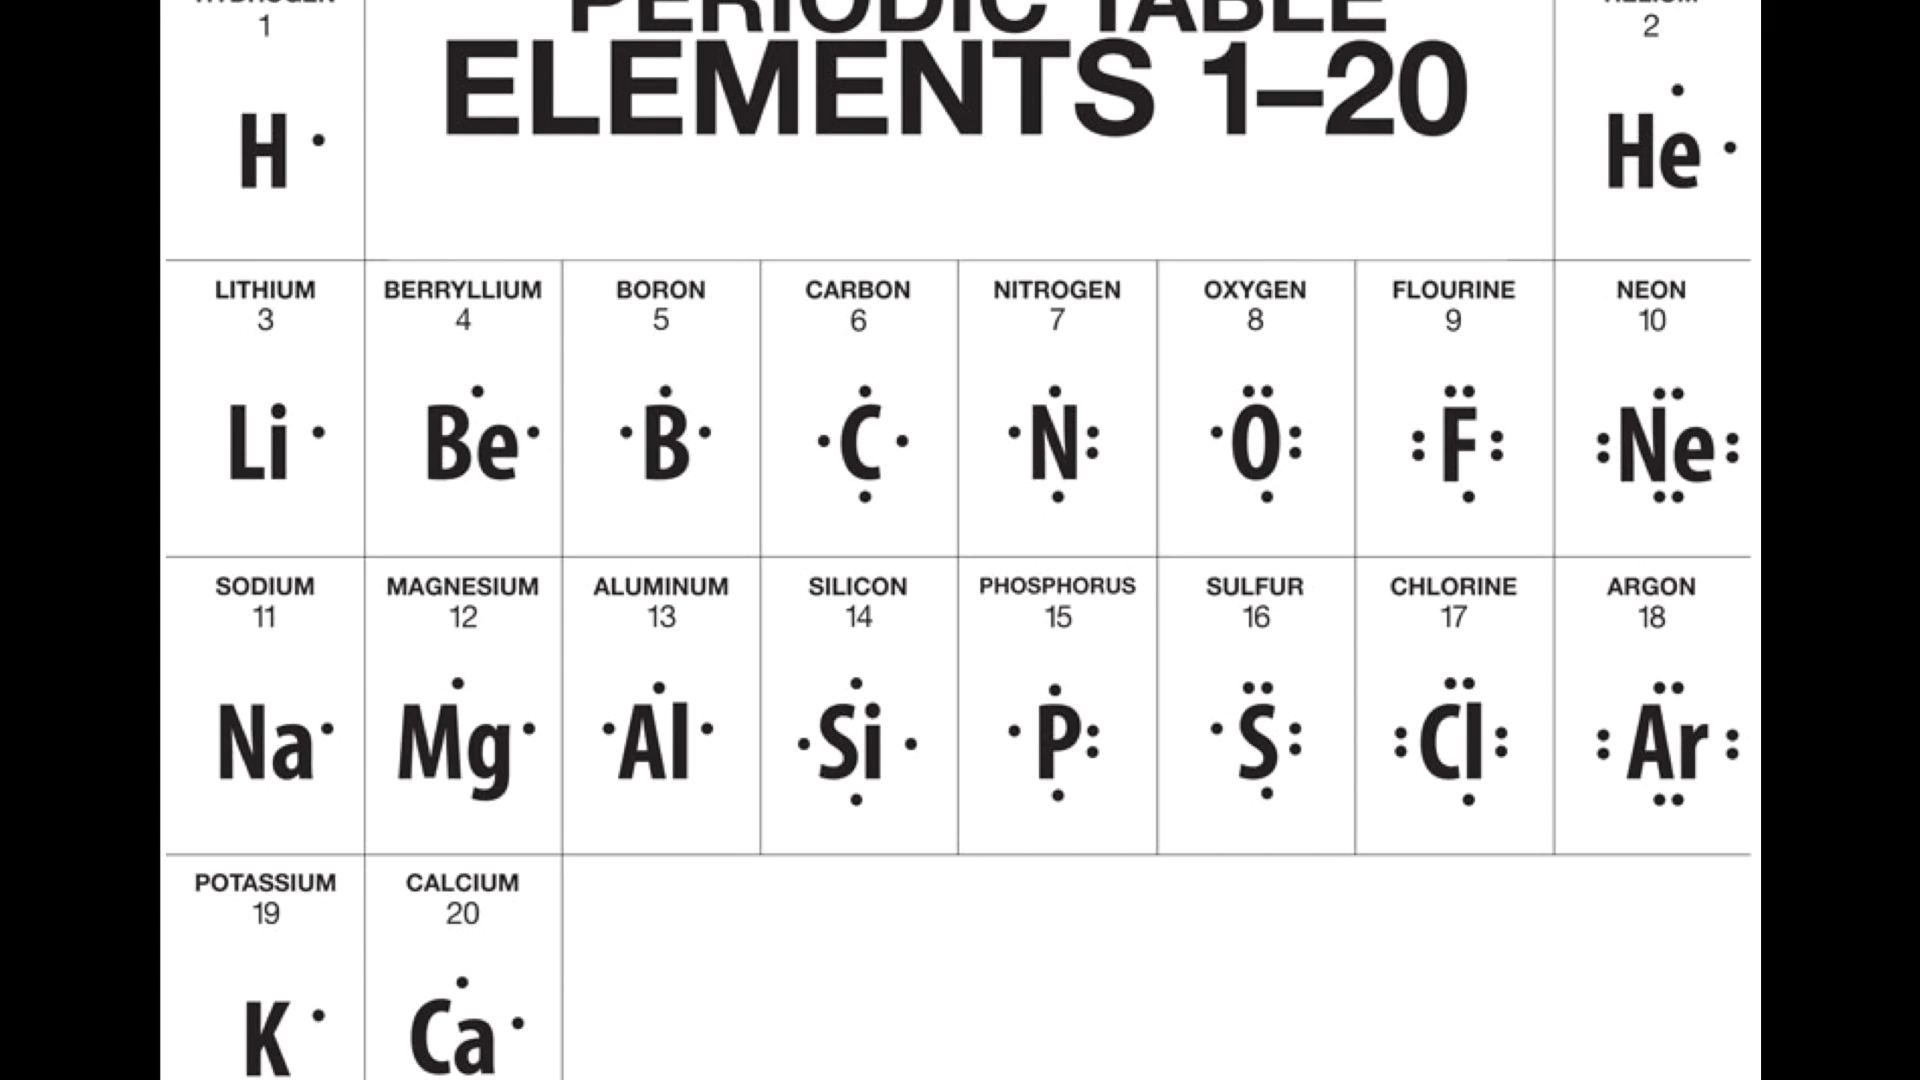 HYDROGEN
1
H
PERIODIC TABLE
ELEMENTS 1–20
HELIUM
2
He
LITHIUM
3
Li
BERRYLLIUM
4
Be
BORON
5
B
CARBON
6
C
NITROGEN
7
N
OXYGEN
8
O
FLOURINE
9
F
NEON
10
Ne
SODIUM
11
Na
MAGNESIUM
12
Mg
ALUMINUM
13
Al
SILICON
14
Si
PHOSPHORUS
15
P
SULFUR
16
S
CHLORINE
17
Cl
ARGON
18
Ar
POTASSIUM
19
K
CALCIUM
20
Ca